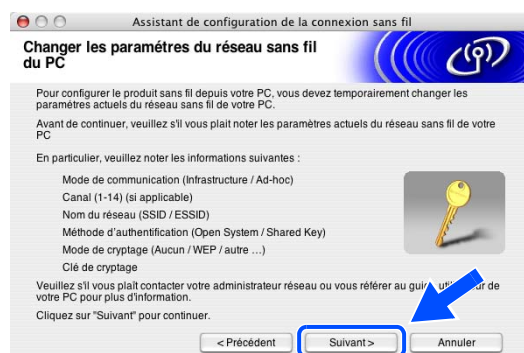 Assistant de configuration de la connexion sans fil
Changer les paramétres du réseau sans fil
du PC
Pour configurer le produit sans fil depuis votre PC, vous devez temporairement changer les
paramétres actuels du réseau sans fil de votre PC.
Avant de continuer, veuillez s'il vous plait noter les paramètres actuels du réseau sans fil de votre
PC
En particulier, veuillez noter les informations suivantes :
Mode de communication (Infrastructure / Ad-hoc)
Canal (1-14) (si applicable)
Nom du réseau (SSID / ESSID)
Méthode d'authentification (Open System / Shared Key)
Mode de cryptage (Aucun / WEP / autre …)
Clé de cryptage
Veuillez s'il vous plaît contacter votre administrateur réseau ou vous référer au de
votre PC pour plus d'information.
Cliquez sur "Suivant" pour continuer.
< Précédent Suivant > Annuler